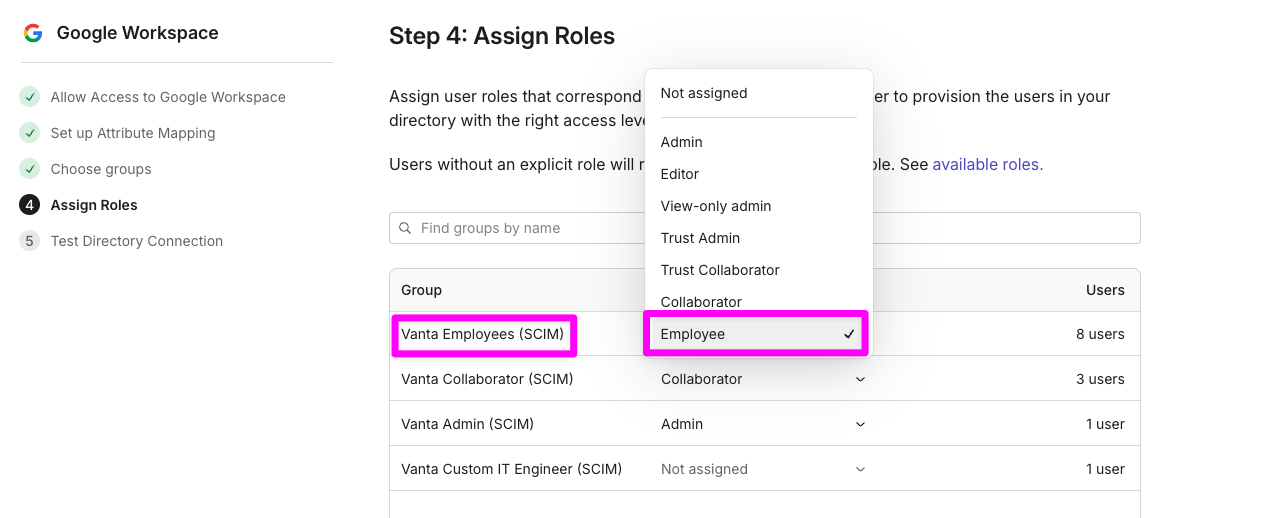 Google Workspace
Allow Access to Google Workspace
Set up Attribute Mapping
Choose groups
4 Assign Roles
5 Test Directory Connection
Step 4: Assign Roles
Assign user roles that correspond
er to provision the users in your
directory with the right access leve
Users without an explicit role will r
ole. See available roles.
Find groups by name
Not assigned
Admin
Editor
View-only admin
Trust Admin
Trust Collaborator
Collaborator
Employee
Group Users
Vanta Employees (SCIM) 8 users
Vanta Collaborator (SCIM) Collaborator 3 users
Vanta Admin (SCIM) Admin 1 user
Vanta Custom IT Engineer (SCIM) Not assigned 1 user